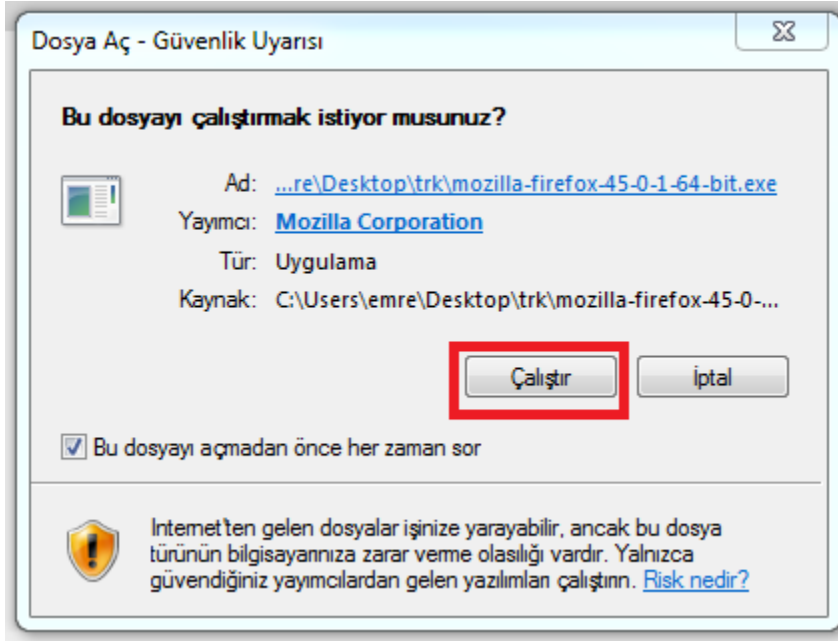 Dosya Aç - Güvenlik Uyarısı
Bu dosyayı çalıştırmak istiyor musunuz?
Ad: ...re\Desktop\trk\mozilla-firefox-45-0-1-64-bit.exe
Yayımcı: Mozilla Corporation
Tür: Uygulama
Kaynak: C:\Users\emre\Desktop\trk\mozilla-firefox-45-0-...
Çalıştır İptal
Bu dosyayı açmadan önce her zaman sor
Internet'ten gelen dosyalar işinize yarayabilir, ancak bu dosya
türünün bilgisayarınıza zarar verme olasılığı vardır. Yalnızca
güvendiğiniz yayımcılardan gelen yazılımları çalıştırın. Risk nedir?